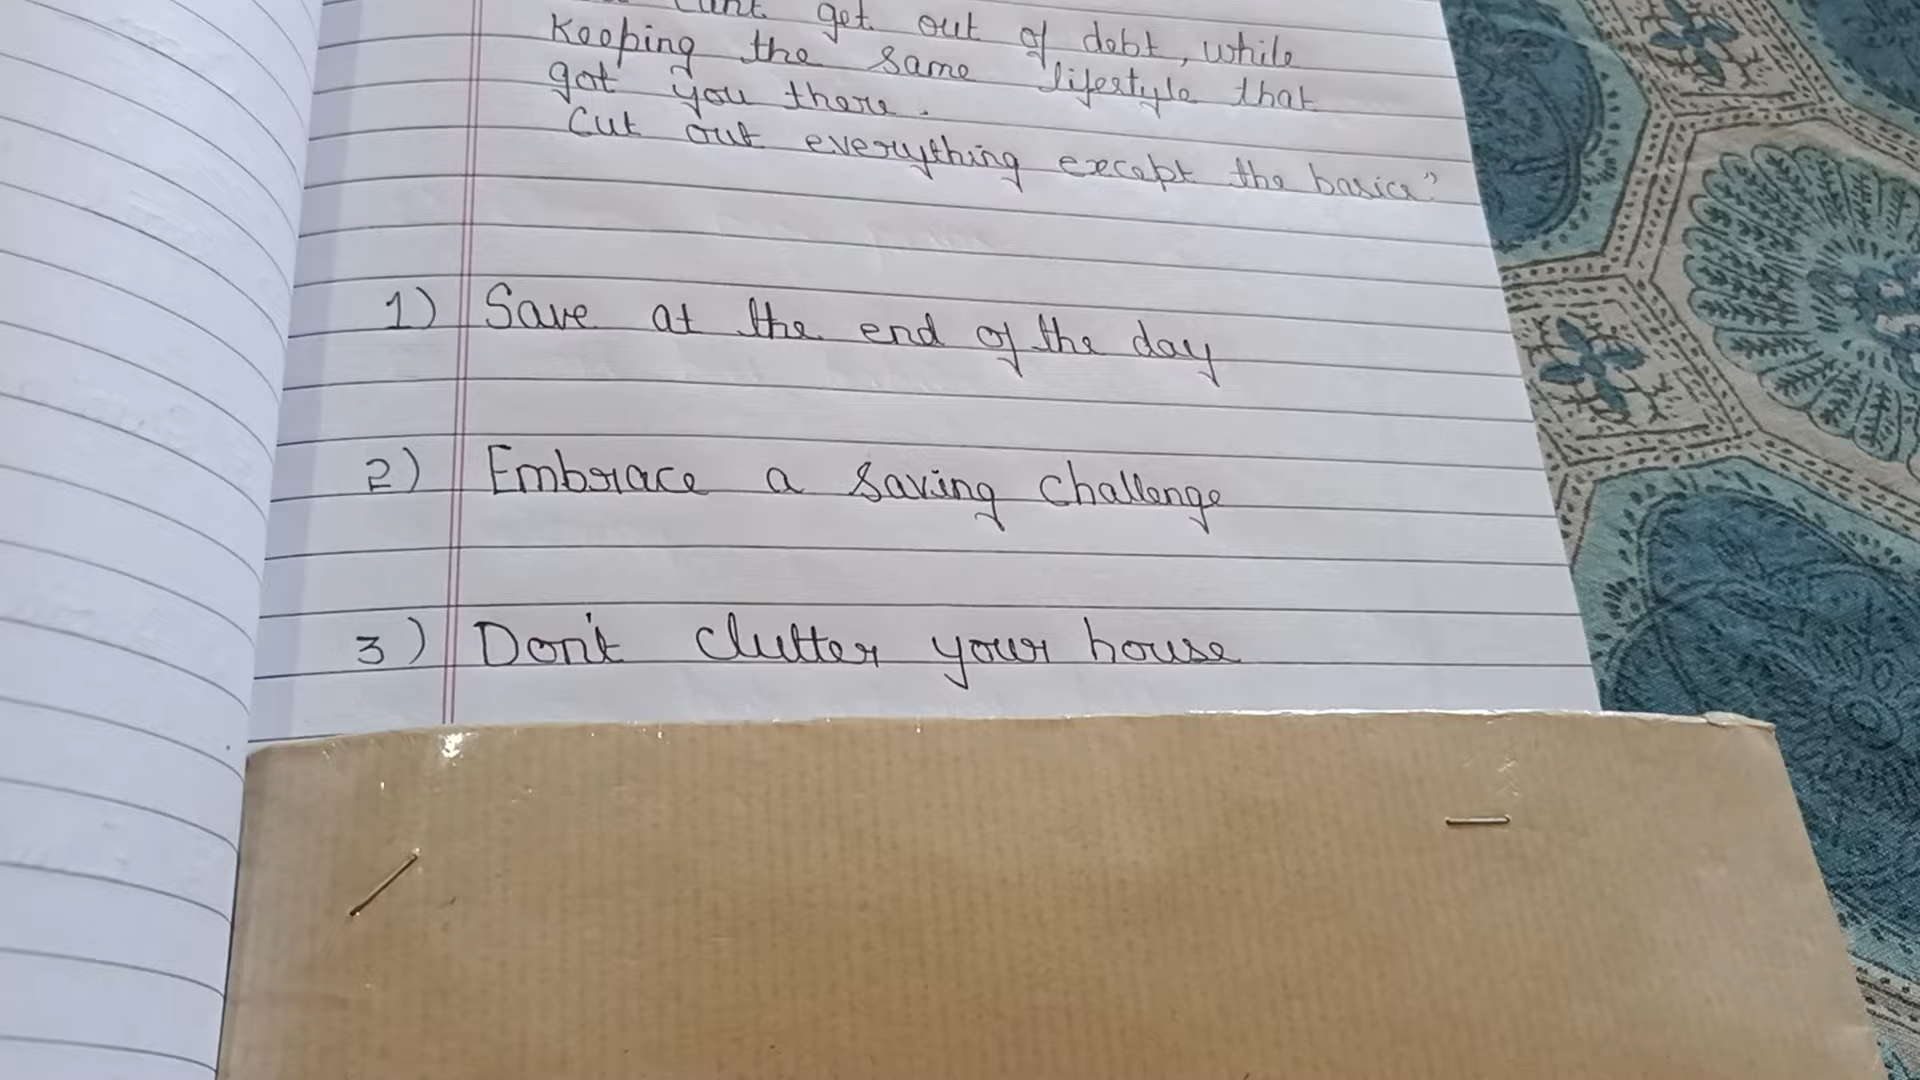 can't get out of debt, while
Keeping the same lifestyle that
got you there.
Cut out everything except the basics"
1) Save at the end of the day
2) Embrace a saving challenge
3) Don't clutter your house